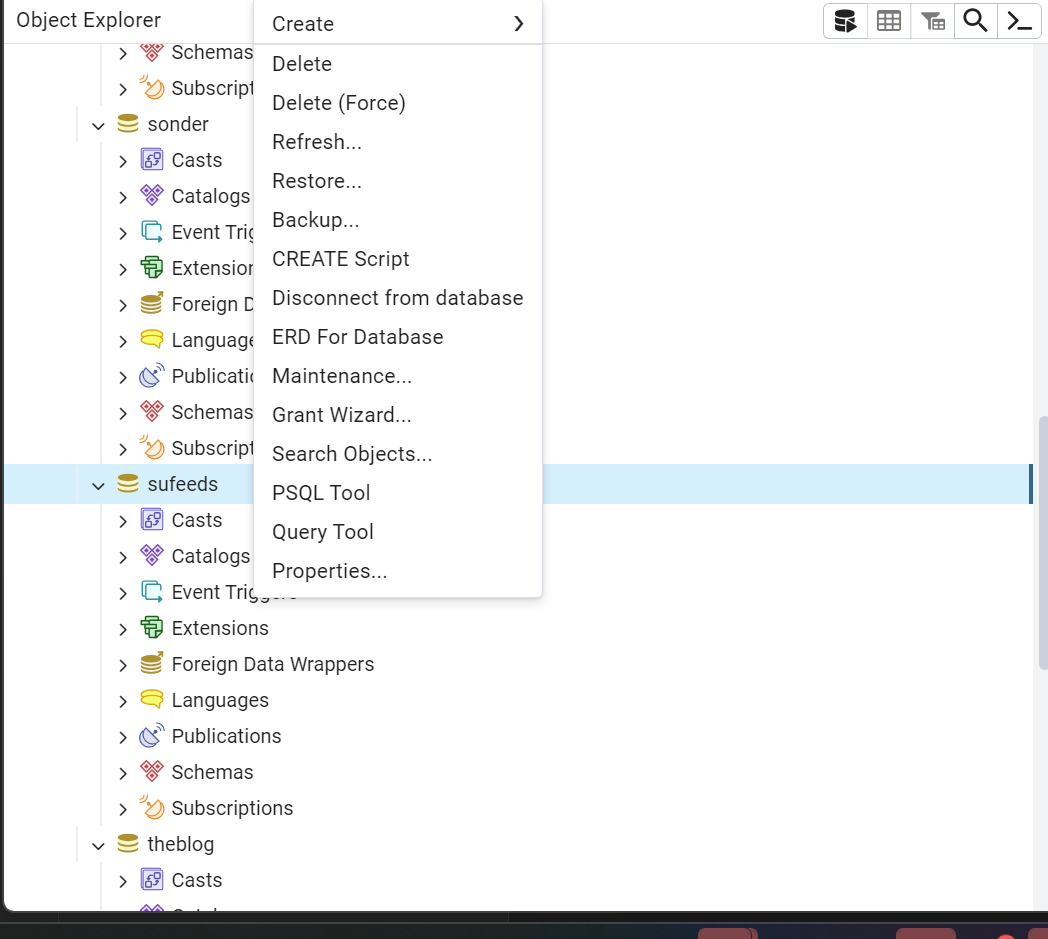 Object Explorer
Create
Schemas
Delete
Subscript
Delete (Force)
sonder
Refresh...
Casts
Restore...
Catalogs
Backup...
Event Trig
CREATE Script
Extension
Disconnect from database
Foreign D
ERD For Database
Language
Maintenance...
Publicatio
Grant Wizard...
Schemas
Search Objects...
Subscript
PSQL Tool
sufeeds
Query Tool
Casts
Properties...
Catalogs
Event Triggers
Extensions
Foreign Data Wrappers
Languages
Publications
Schemas
Subscriptions
theblog
Casts